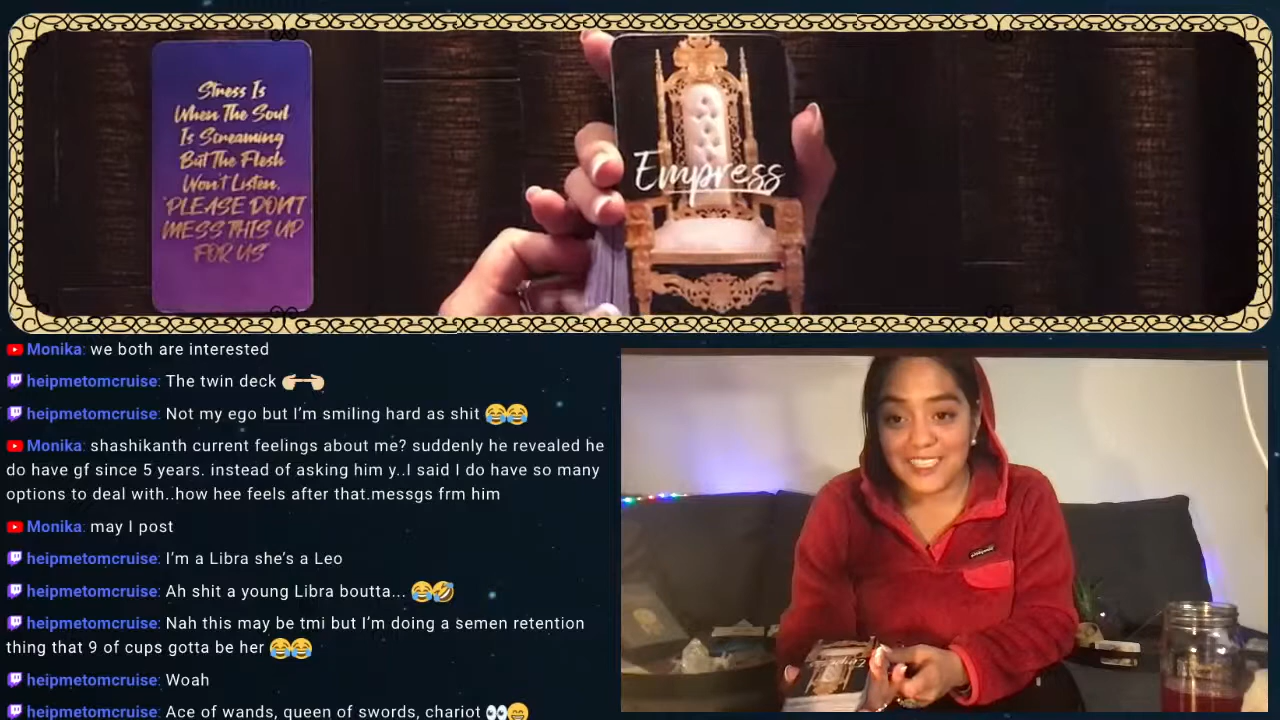 Stress Is
When The Soul
Is Screaming
But The Flesh
Won't Listen.
"PLEASE DON'T
MESS THIS UP
FOR US
Empress
Monika: we both are interested
heipmetomcruise: The twin deck 🫱🫲
heipmetomcruise: Not my ego but I'm smiling hard as shit 😂😂
Monika: shashikanth current feelings about me? suddenly he revealed he
do have gf since 5 years. instead of asking him y..I said I do have so many
options to deal with..how hee feels after that.messgs frm him
Monika: may I post
heipmetomcruise: I'm a Libra she's a Leo
heipmetomcruise: Ah shit a young Libra boutta... 😂🤣
heipmetomcruise: Nah this may be tmi but I'm doing a semen retention
thing that 9 of cups gotta be her 😂😂
heipmetomcruise: Woah
heipmetomcruise: Ace of wands, queen of swords, chariot 👀😁
Empress